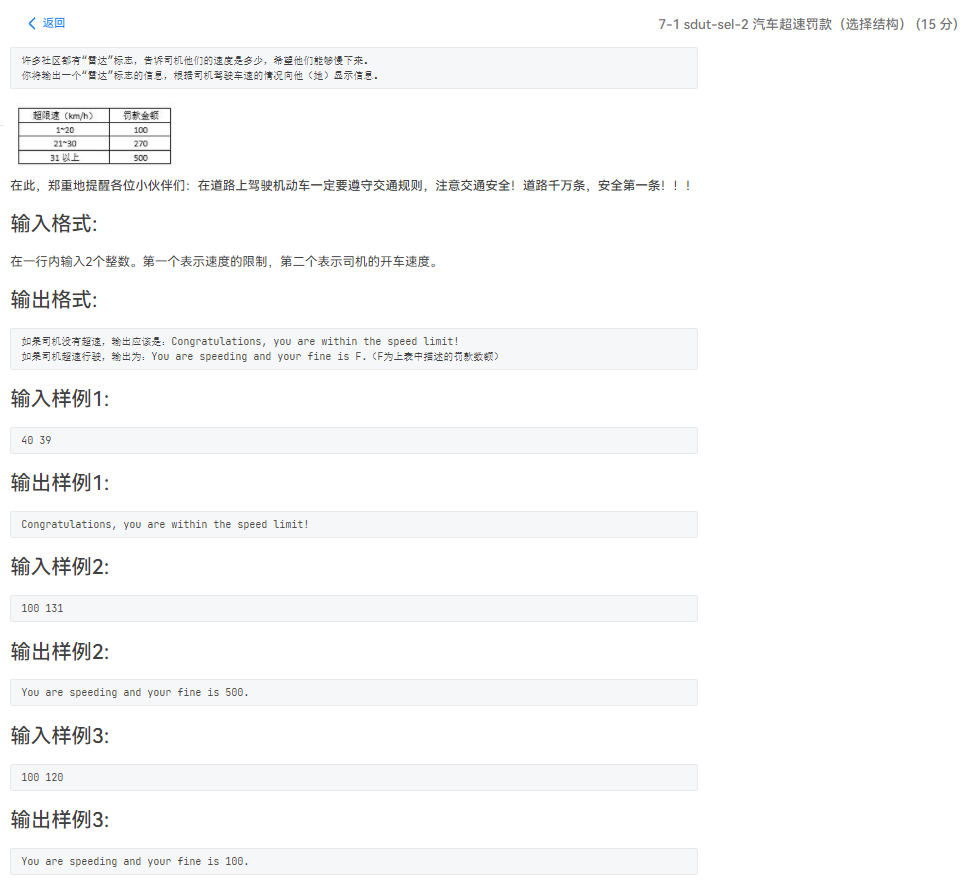 返回
7-1 sdut-sel-2 汽车超速罚款（选择结构） (15 分)
许多社区都有“雷达”标志，告诉司机他们的速度是多少，希望他们能够慢下来。
你将输出一个“雷达”标志的信息，根据司机驾驶车速的情况向他（她）显示信息。
超限速（km/h） 罚款金额
1~20 100
21~30 270
31 以上 500
在此，郑重地提醒各位小伙伴们：在道路上驾驶机动车一定要遵守交通规则，注意交通安全！道路千万条，安全第一条！！！
输入格式:
在一行内输入2个整数。第一个表示速度的限制，第二个表示司机的开车速度。
输出格式:
如果司机没有超速，输出应该是：Congratulations, you are within the speed limit!
如果司机超速行驶，输出为：You are speeding and your fine is F.（F为上表中描述的罚款数额）
输入样例1:
40 39
输出样例1:
Congratulations, you are within the speed limit!
输入样例2:
100 131
输出样例2:
You are speeding and your fine is 500.
输入样例3:
100 120
输出样例3:
You are speeding and your fine is 100.